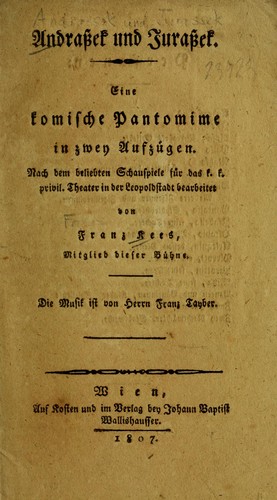 Andraßek und Juraßek.
Eine
komische Pantomime
in zwey Aufzügen.
Nach dem beliebten Schauspiele für das k. k.
privil. Theater in der Leopoldstadt bearbeitet
von
Franz Kees,
Mitglied dieser Bühne.
Die Musik ist von Herrn Franz Tayber.
Wien,
Auf Kosten und im Verlag bey Johann Baptist
Wallishausser.
1807.